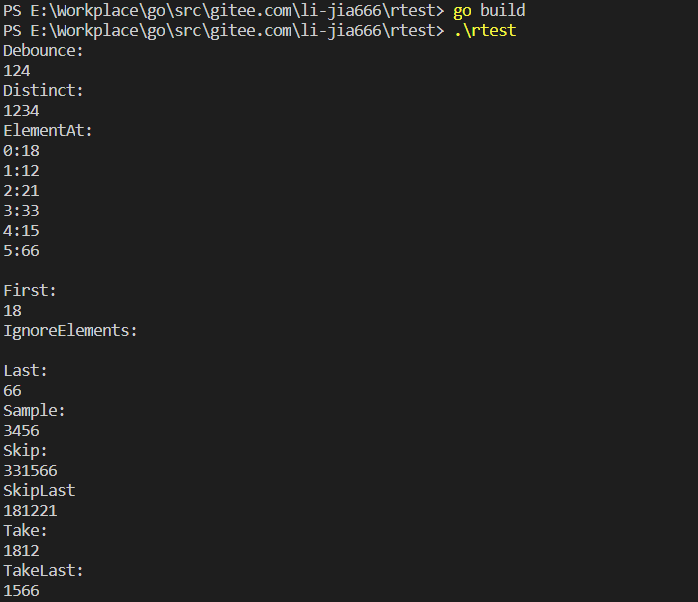 PS E:\Workplace\go\src\gitee.com\li-jia666\rtest> go build
PS E:\Workplace\go\src\gitee.com\li-jia666\rtest> .\rtest
Debounce:
124
Distinct:
1234
ElementAt:
0:18
1:12
2:21
3:33
4:15
5:66
First:
18
IgnoreElements:
Last:
66
Sample:
3456
Skip:
331566
SkipLast
181221
Take:
1812
TakeLast:
1566